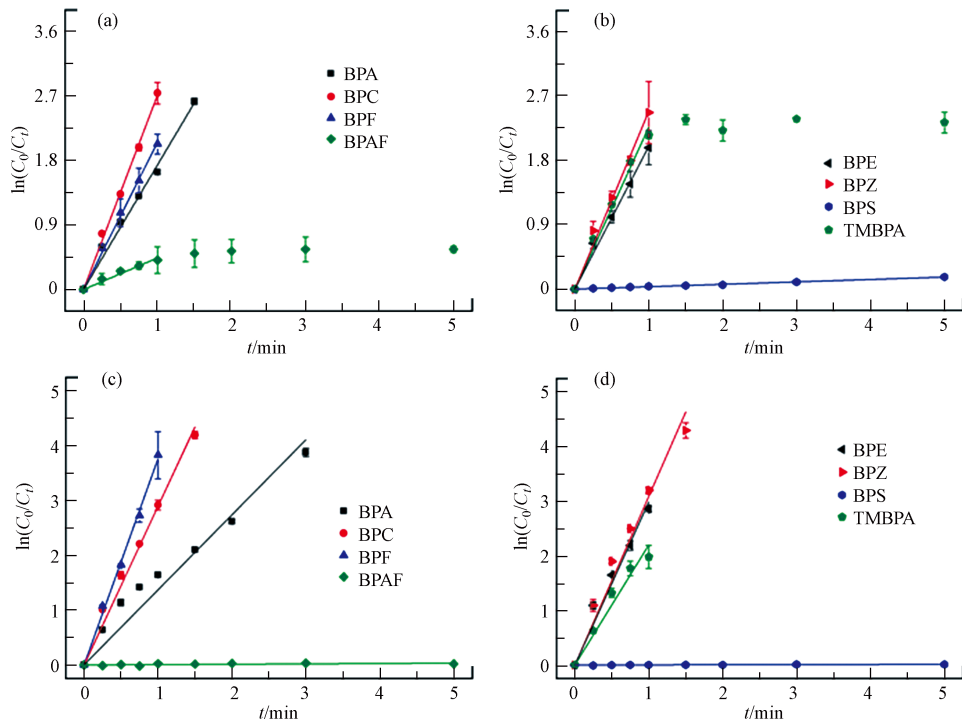 (a)
ln(C₀/Cₜ)
3.6
2.7
1.8
0.9
0
BPA
BPC
BPF
BPAF
0 1 2 3 4 5
t/min
(b)
ln(C₀/Cₜ)
3.6
2.7
1.8
0.9
0
BPE
BPZ
BPS
TMBPA
0 1 2 3 4 5
t/min
(c)
ln(C₀/Cₜ)
5
4
3
2
1
0
BPA
BPC
BPF
BPAF
0 1 2 3 4 5
t/min
(d)
ln(C₀/Cₜ)
5
4
3
2
1
0
BPE
BPZ
BPS
TMBPA
0 1 2 3 4 5
t/min